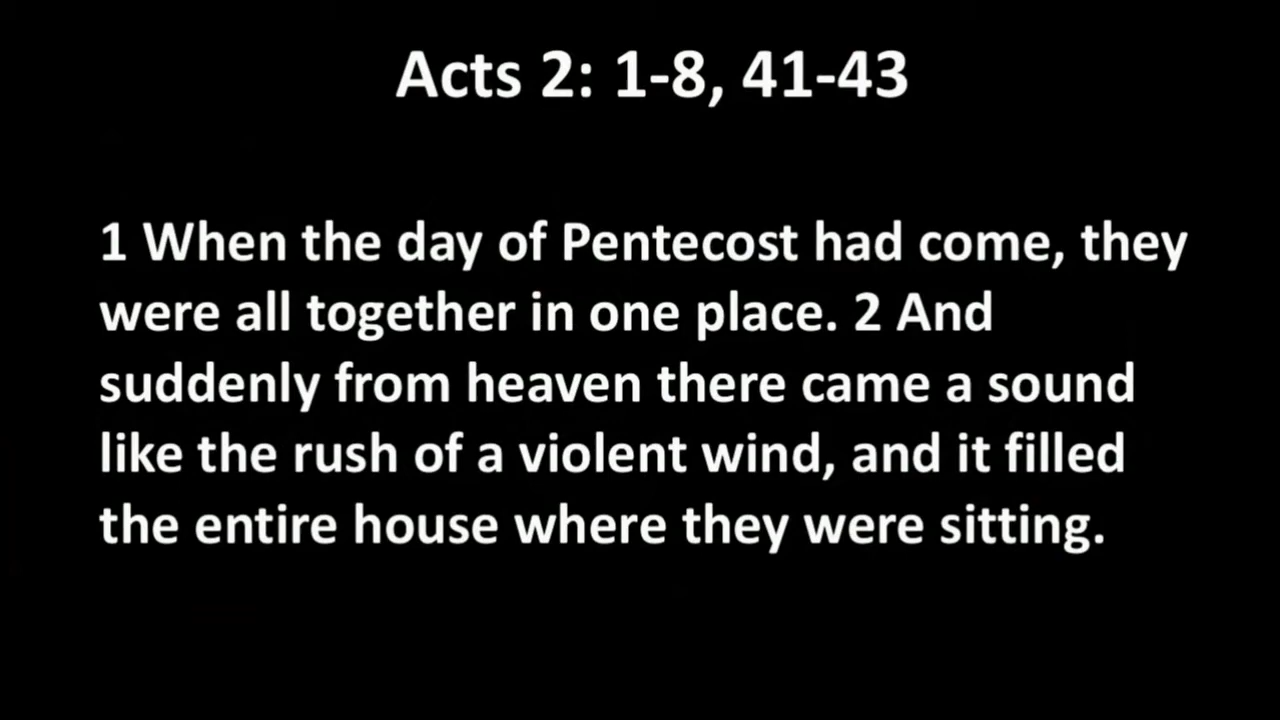 Acts 2: 1-8, 41-43
1 When the day of Pentecost had come, they
were all together in one place. 2 And
suddenly from heaven there came a sound
like the rush of a violent wind, and it filled
the entire house where they were sitting.